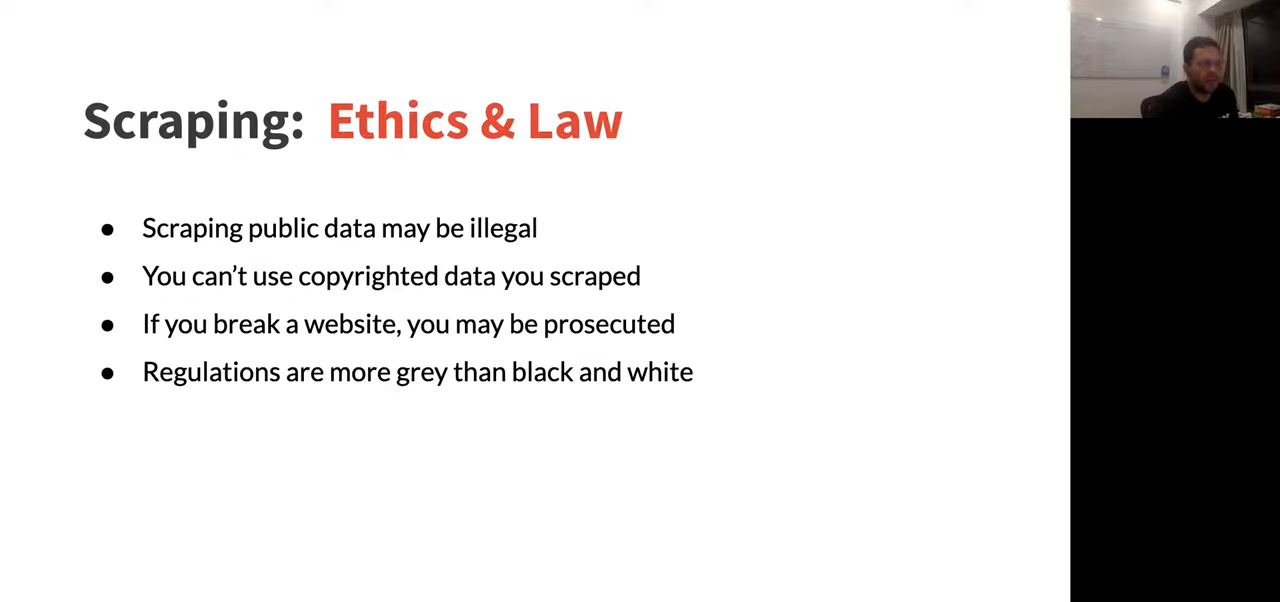 Scraping: Ethics & Law
● Scraping public data may be illegal
● You can’t use copyrighted data you scraped
● If you break a website, you may be prosecuted
● Regulations are more grey than black and white